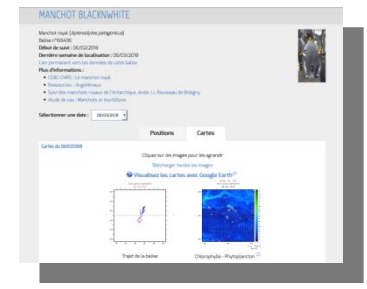 MANCHOT BLACKNWHITE
Manchot royal (Aptenodytes patagonicus)
Balise n°166496
Début de suivi : 06/02/2018
Dernière semaine de localisation : 06/03/2018
Lien permanent vers les données de cette balise
Plus d'informations :
CEBC-CNRS : Le manchot royal
Ressources - Argonimaux
Suivi des manchots royaux de l'Antarctique, école J.J. Rousseau de
Etude de cas : Manchots et tourbillons
Sélectionner une date : 06/03/2018
Positions Cartes
Cartes du 06/03/2018
Cliquez sur les images pour les agrandir
Télécharger toutes les images
Visualisez les cartes avec Google Earth
Trajet de la balise Chlorophylle - Phytoplancton